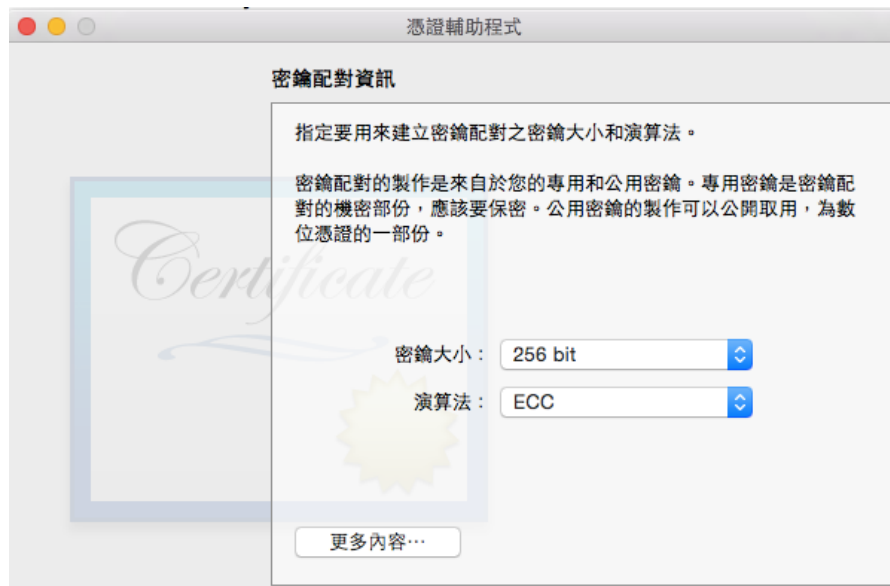 憑證輔助程式
密鑰配對資訊
指定要用來建立密鑰配對之密鑰大小和演算法。
密鑰配對的製作是來自於您的專用和公用密鑰。專用密鑰是密鑰配
對的機密部份，應該要保密。公用密鑰的製作可以公開取用，為數
位憑證的一部份。
Certificate
密鑰大小： 256 bit
演算法： ECC
更多內容⋯